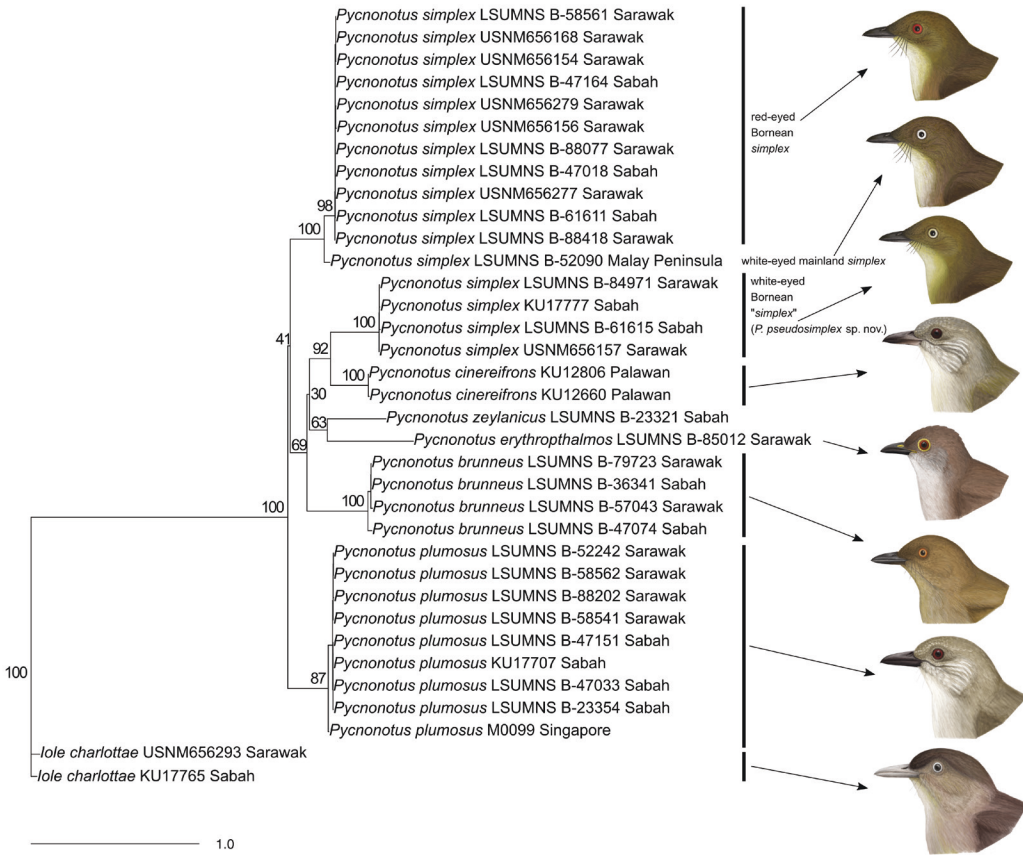 Pycnonotus simplex LSUMNS B-58561 Sarawak
Pycnonotus simplex USNM656168 Sarawak
Pycnonotus simplex USNM656154 Sarawak
Pycnonotus simplex LSUMNS B-47164 Sabah
Pycnonotus simplex USNM656279 Sarawak
Pycnonotus simplex USNM656156 Sarawak
Pycnonotus simplex LSUMNS B-88077 Sarawak
Pycnonotus simplex LSUMNS B-47018 Sabah
Pycnonotus simplex USNM656277 Sarawak
Pycnonotus simplex LSUMNS B-61611 Sabah
Pycnonotus simplex LSUMNS B-88418 Sarawak
Pycnonotus simplex LSUMNS B-52090 Malay Peninsula
Pycnonotus simplex LSUMNS B-84971 Sarawak
Pycnonotus simplex KU17777 Sabah
Pycnonotus simplex LSUMNS B-61615 Sabah
Pycnonotus simplex USNM656157 Sarawak
Pycnonotus cinereifrons KU12806 Palawan
Pycnonotus cinereifrons KU12660 Palawan
Pycnonotus zeylanicus LSUMNS B-23321 Sabah
Pycnonotus erythropthalmos LSUMNS B-85012 Sarawak
Pycnonotus brunneus LSUMNS B-79723 Sarawak
Pycnonotus brunneus LSUMNS B-36341 Sabah
Pycnonotus brunneus LSUMNS B-57043 Sarawak
Pycnonotus brunneus LSUMNS B-47074 Sabah
Pycnonotus plumosus LSUMNS B-52242 Sarawak
Pycnonotus plumosus LSUMNS B-58562 Sarawak
Pycnonotus plumosus LSUMNS B-88202 Sarawak
Pycnonotus plumosus LSUMNS B-58541 Sarawak
Pycnonotus plumosus LSUMNS B-47151 Sabah
Pycnonotus plumosus KU17707 Sabah
Pycnonotus plumosus LSUMNS B-47033 Sabah
Pycnonotus plumosus LSUMNS B-23354 Sabah
Pycnonotus plumosus M0099 Singapore
Iole charlottae USNM656293 Sarawak
Iole charlottae KU17765 Sabah
98
100
41
100
92
100
30
63
69
100
100
87
100
1.0
red-eyed
Bornean
simplex
white-eyed mainland simplex
white-eyed
Bornean
"simplex"
(P. pseudosimplex sp. nov.)